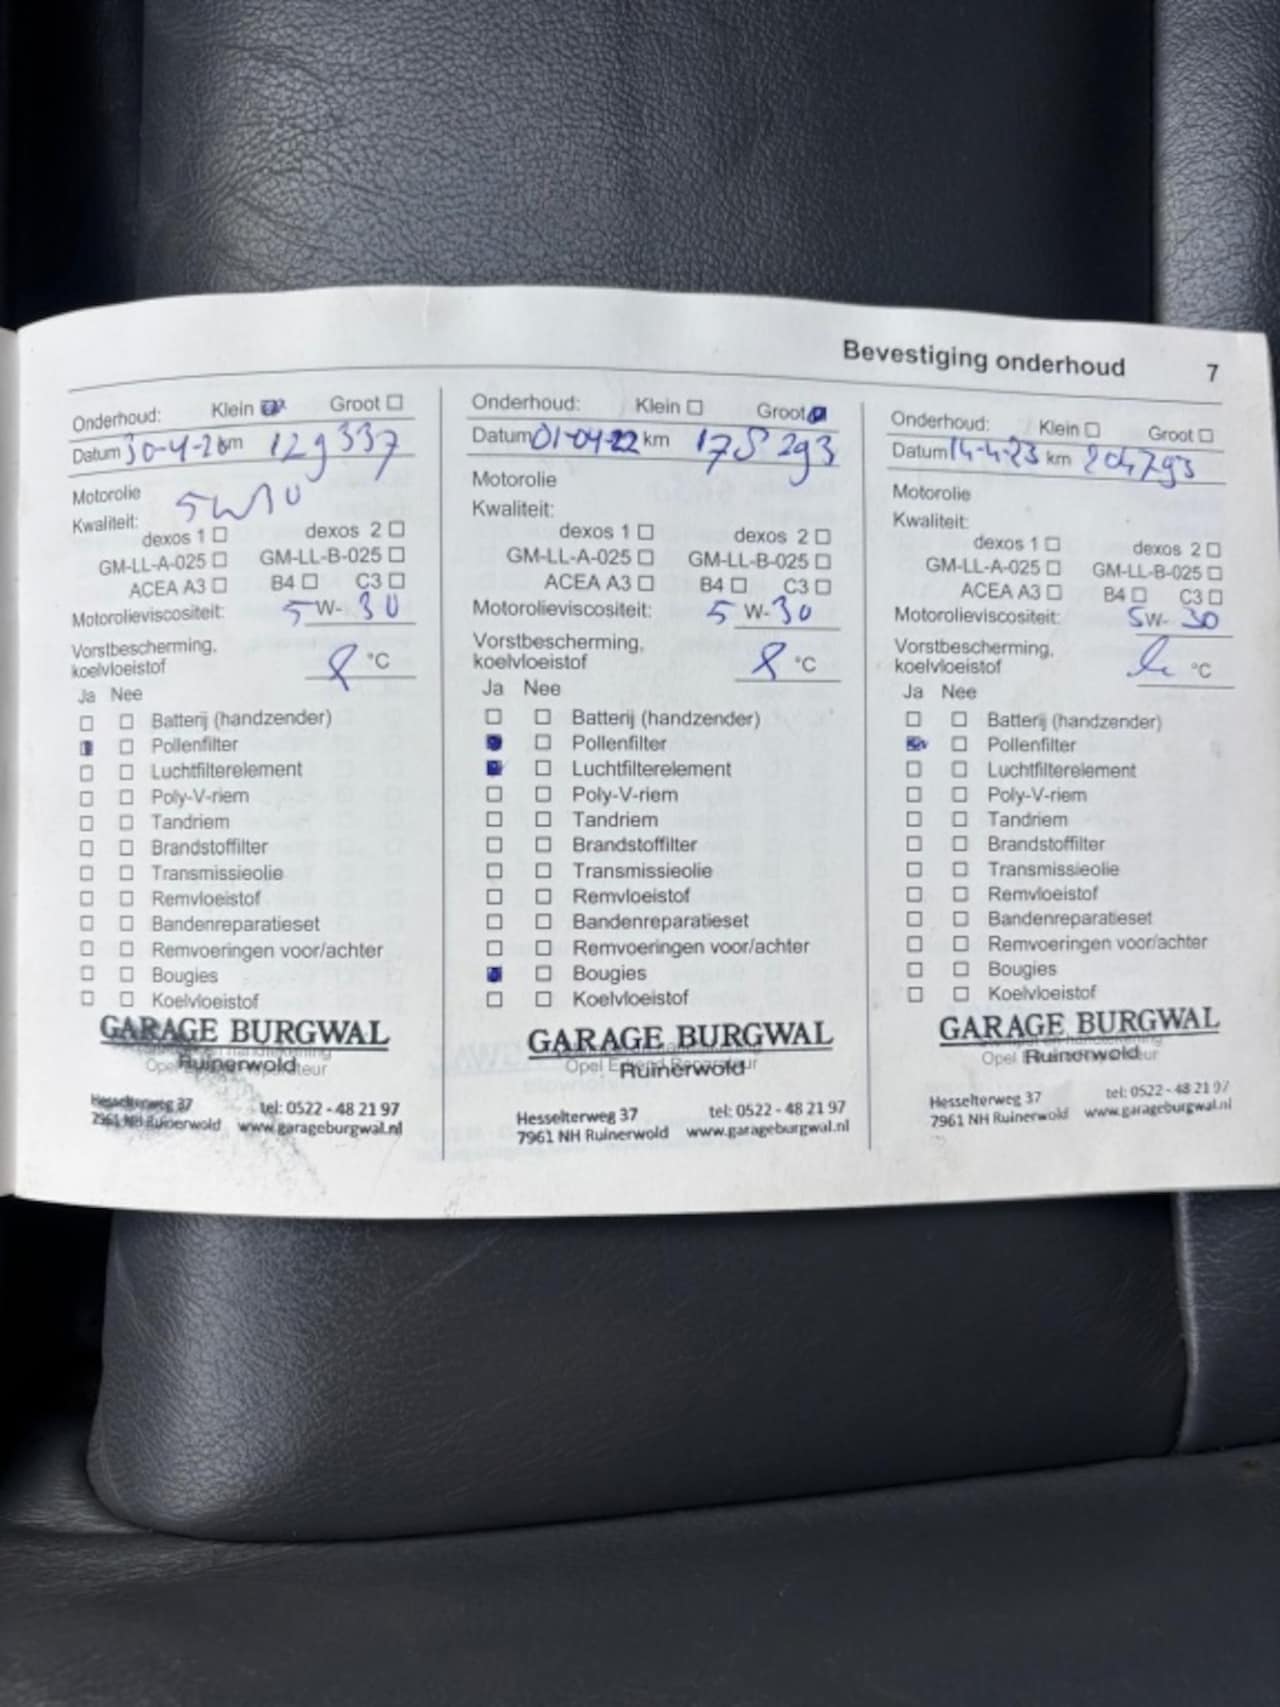 Bevestiging onderhoud 7
Onderhoud: Klein Groot
Datum 30-4-20 km 129337
Motorolie
5W10
Kwaliteit:
dexos 1 dexos 2
GM-LL-A-025 GM-LL-B-025
ACEA A3 B4 C3
Motorolieviscositeit: 5 W- 30
Vorstbescherming,
koelvloeistof °C
Ja Nee
Batterij (handzender)
Pollenfilter
Luchtfilterelement
Poly-V-riem
Tandriem
Brandstoffilter
Transmissieolie
Remvloeistof
Bandenreparatieset
Remvoeringen voor/achter
Bougies
Koelvloeistof
GARAGE BURGWAL
Ruinerwold
Hesselterweg 37 tel: 0522 - 48 21 97
7961 NH Ruinerwold www.garageburgwal.nl
Onderhoud: Klein Groot
Datum 01-04-22 km 175293
Motorolie
Kwaliteit:
dexos 1 dexos 2
GM-LL-A-025 GM-LL-B-025
ACEA A3 B4 C3
Motorolieviscositeit: 5 W- 30
Vorstbescherming,
koelvloeistof °C
Ja Nee
Batterij (handzender)
Pollenfilter
Luchtfilterelement
Poly-V-riem
Tandriem
Brandstoffilter
Transmissieolie
Remvloeistof
Bandenreparatieset
Remvoeringen voor/achter
Bougies
Koelvloeistof
GARAGE BURGWAL
Opel Erkend Reparateur
Ruinerwold
Hesselterweg 37 tel: 0522 - 48 21 97
7961 NH Ruinerwold www.garageburgwal.nl
Onderhoud: Klein Groot
Datum 14-4-23 km 204793
Motorolie
Kwaliteit:
dexos 1 dexos 2
GM-LL-A-025 GM-LL-B-025
ACEA A3 B4 C3
Motorolieviscositeit: 5 W- 30
Vorstbescherming,
koelvloeistof °C
Ja Nee
Batterij (handzender)
Pollenfilter
Luchtfilterelement
Poly-V-riem
Tandriem
Brandstoffilter
Transmissieolie
Remvloeistof
Bandenreparatieset
Remvoeringen voor/achter
Bougies
Koelvloeistof
GARAGE BURGWAL
Ruinerwold
Hesselterweg 37 tel: 0522 - 48 21 97
7961 NH Ruinerwold www.garageburgwal.nl